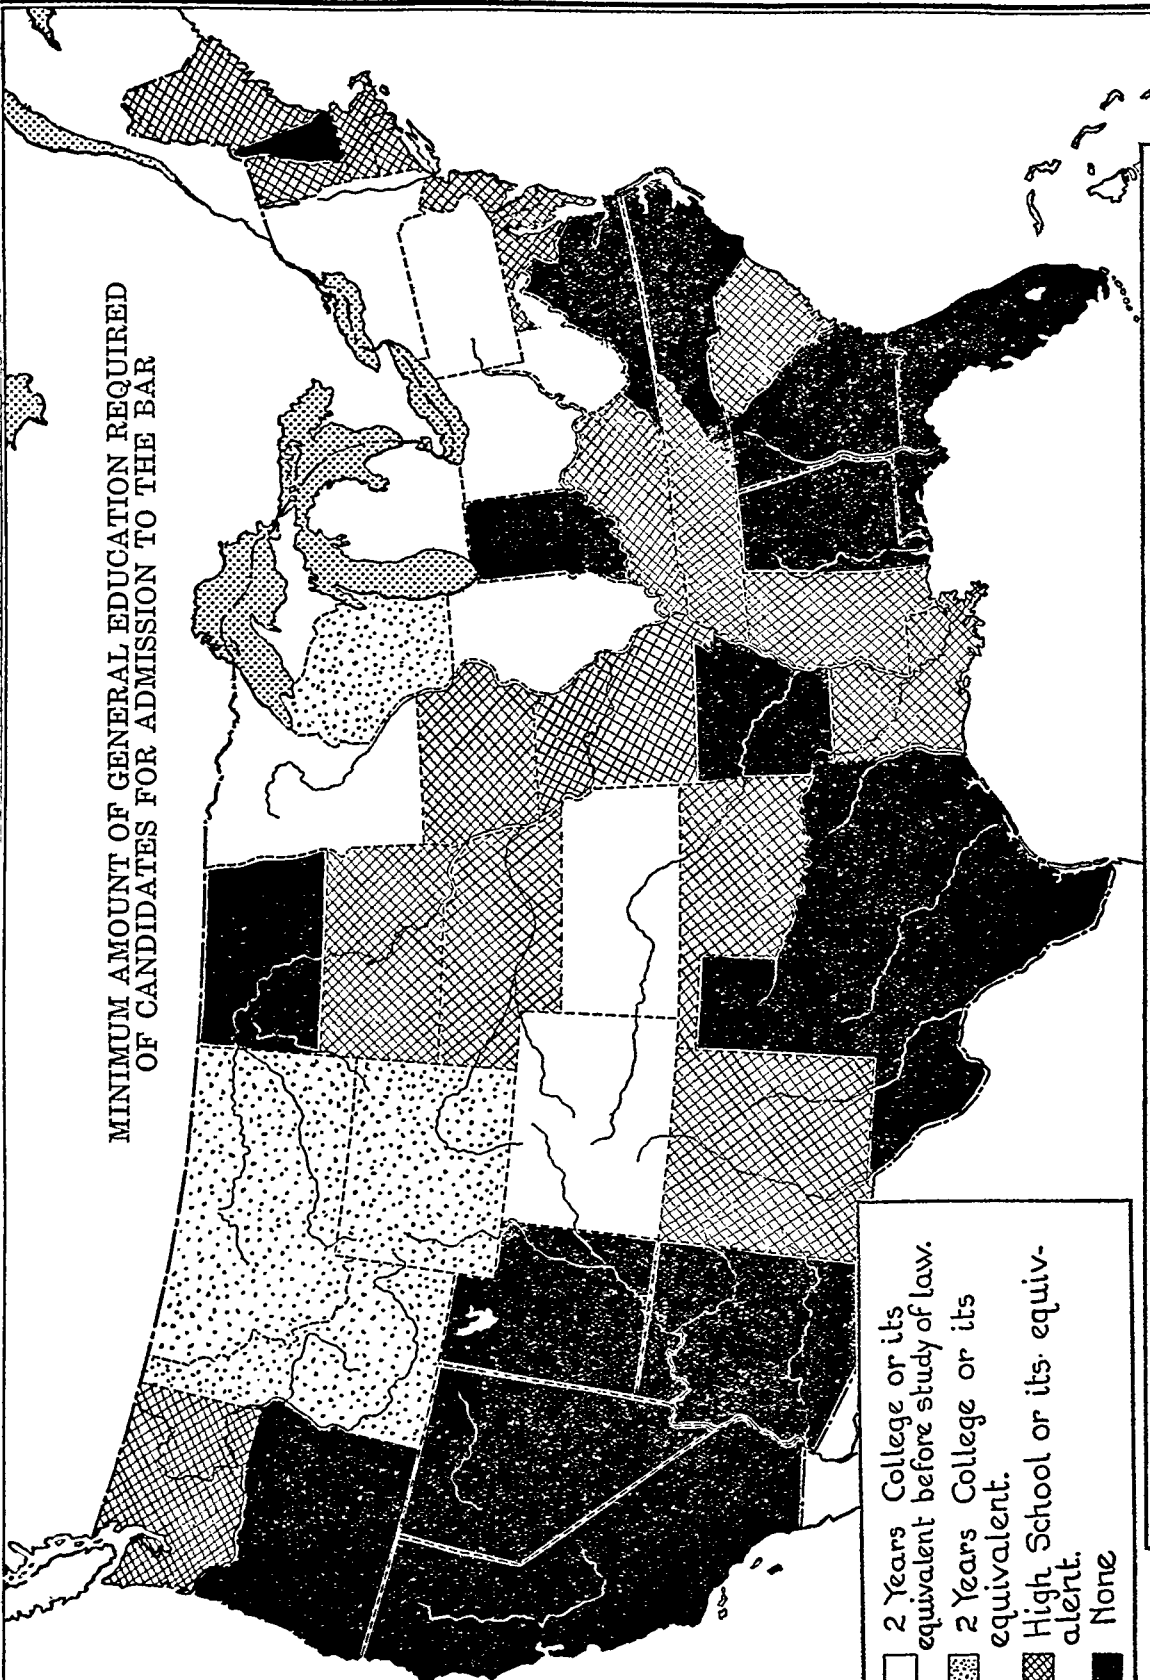 MINIMUM AMOUNT OF GENERAL EDUCATION REQUIRED
OF CANDIDATES FOR ADMISSION TO THE BAR
2 Years College or its
equivalent before study of law.
2 Years College or its
equivalent.
High School or its equiv-
alent.
None